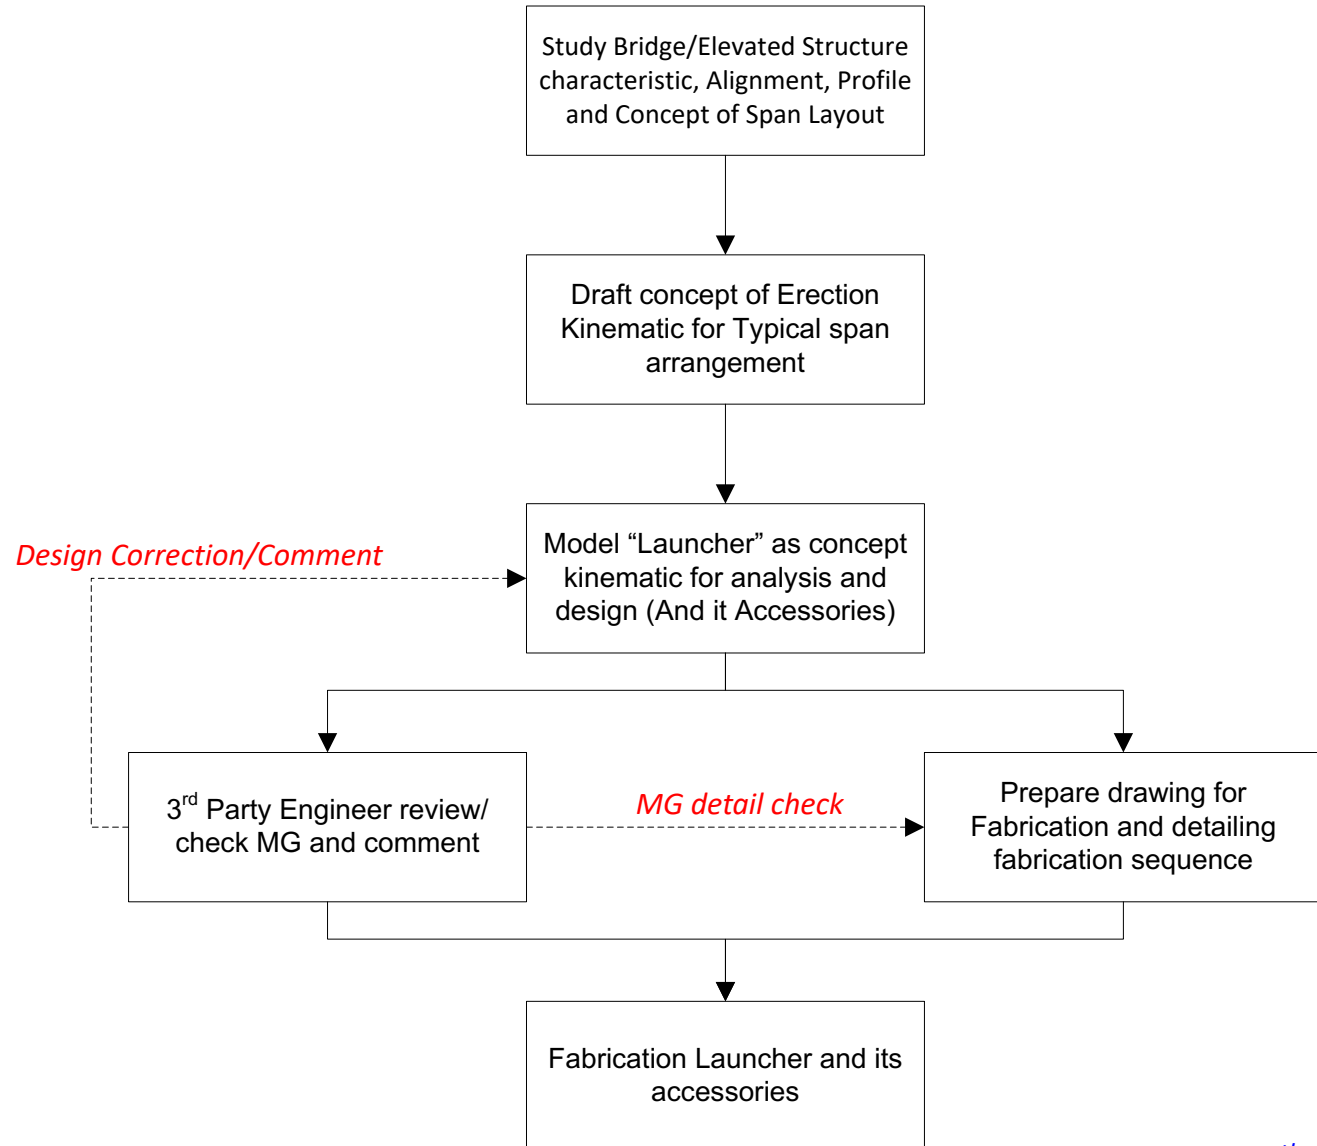 Study Bridge/Elevated Structure
characteristic, Alignment, Profile
and Concept of Span Layout
Draft concept of Erection
Kinematic for Typical span
arrangement
Design Correction/Comment
Model “Launcher” as concept
kinematic for analysis and
design (And it Accessories)
3rd Party Engineer review/
check MG and comment
MG detail check
Prepare drawing for
Fabrication and detailing
fabrication sequence
Fabrication Launcher and its
accessories